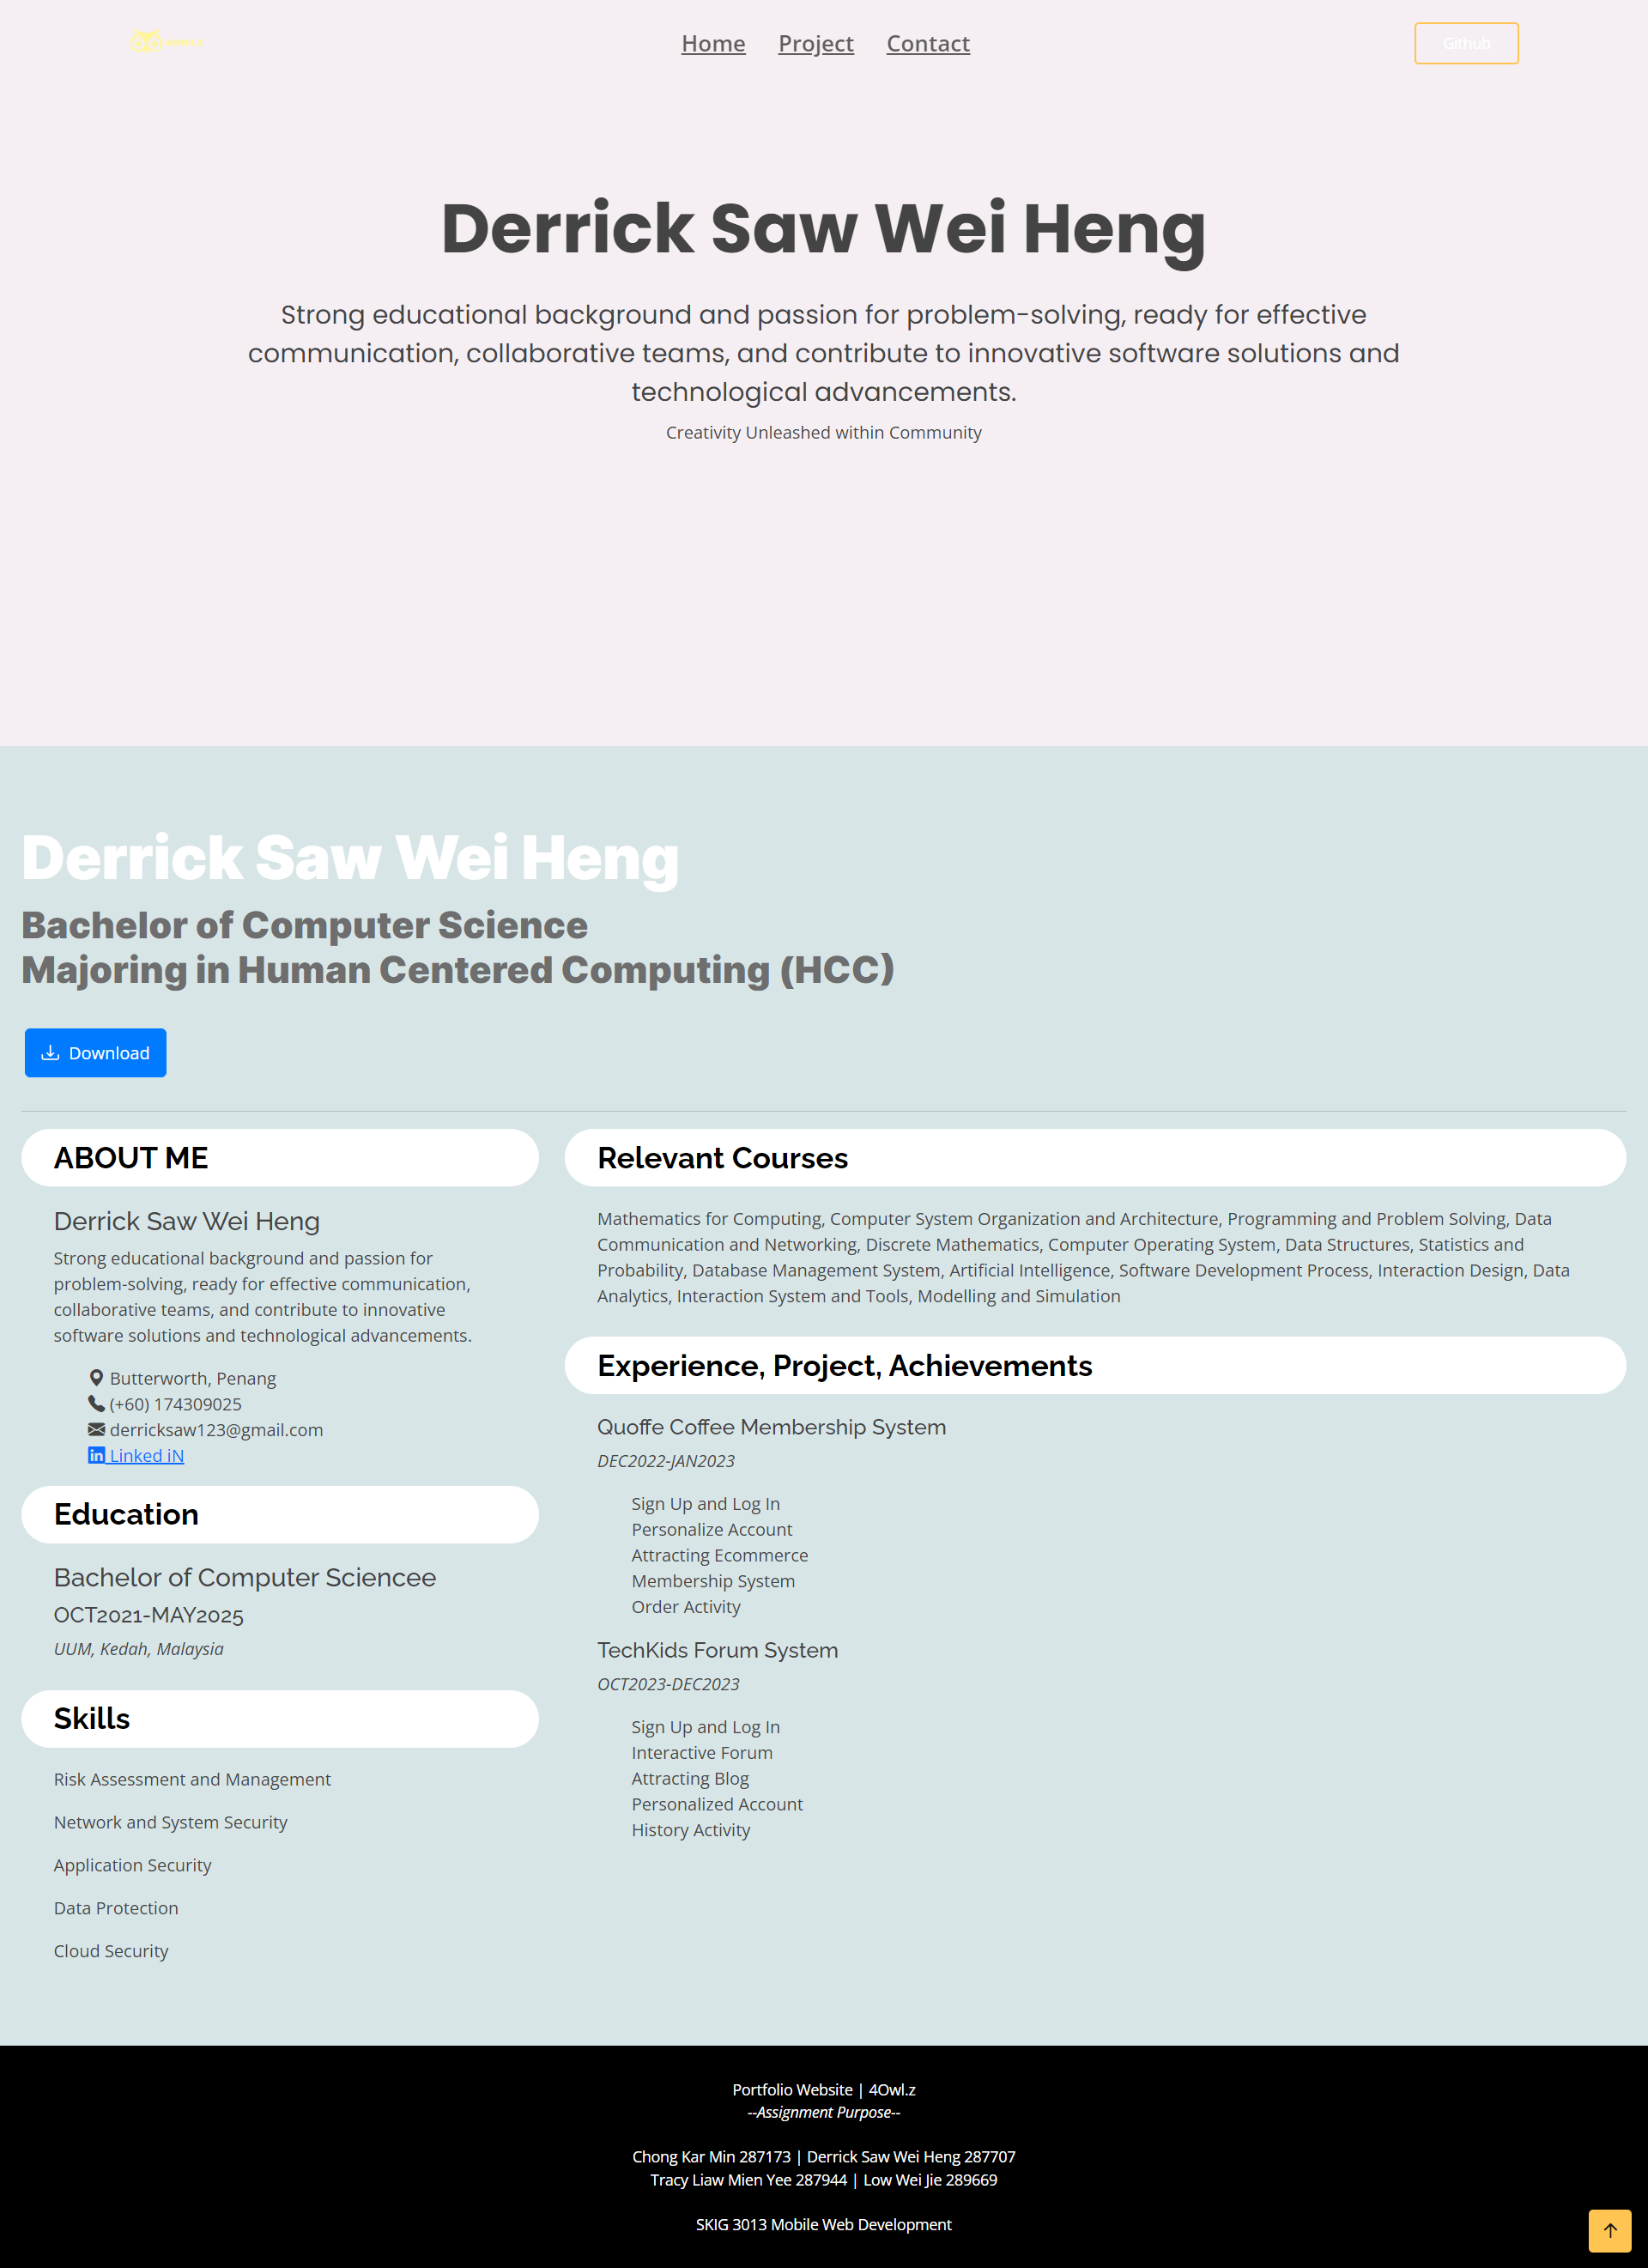 Home Project Contact
Github
Derrick Saw Wei Heng
Strong educational background and passion for problem-solving, ready for effective
communication, collaborative teams, and contribute to innovative software solutions and
technological advancements.
Creativity Unleashed within Community
Derrick Saw Wei Heng
Bachelor of Computer Science
Majoring in Human Centered Computing (HCC)
Download
ABOUT ME
Derrick Saw Wei Heng
Strong educational background and passion for
problem-solving, ready for effective communication,
collaborative teams, and contribute to innovative
software solutions and technological advancements.
Butterworth, Penang
(+60) 174309025
derricksaw123@gmail.com
Linked iN
Education
Bachelor of Computer Sciencee
OCT2021-MAY2025
UUM, Kedah, Malaysia
Skills
Risk Assessment and Management
Network and System Security
Application Security
Data Protection
Cloud Security
Relevant Courses
Mathematics for Computing, Computer System Organization and Architecture, Programming and Problem Solving, Data
Communication and Networking, Discrete Mathematics, Computer Operating System, Data Structures, Statistics and
Probability, Database Management System, Artificial Intelligence, Software Development Process, Interaction Design, Data
Analytics, Interaction System and Tools, Modelling and Simulation
Experience, Project, Achievements
Quoffe Coffee Membership System
DEC2022-JAN2023
Sign Up and Log In
Personalize Account
Attracting Ecommerce
Membership System
Order Activity
TechKids Forum System
OCT2023-DEC2023
Sign Up and Log In
Interactive Forum
Attracting Blog
Personalized Account
History Activity
Portfolio Website | 4Owl.z
--Assignment Purpose--
Chong Kar Min 287173 | Derrick Saw Wei Heng 287707
Tracy Liaw Mien Yee 287944 | Low Wei Jie 289669
SKIG 3013 Mobile Web Development